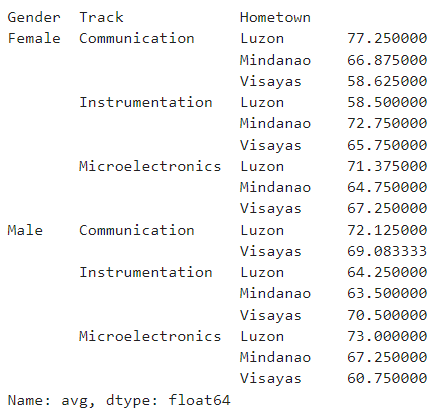 Gender  Track             Hometown
Female  Communication     Luzon       77.250000
                          Mindanao    66.875000
                          Visayas     58.625000
        Instrumentation   Luzon       58.500000
                          Mindanao    72.750000
                          Visayas     65.750000
        Microelectronics  Luzon       71.375000
                          Mindanao    64.750000
                          Visayas     67.250000
Male    Communication     Luzon       72.125000
                          Visayas     69.083333
        Instrumentation   Luzon       64.250000
                          Mindanao    63.500000
                          Visayas     70.500000
        Microelectronics  Luzon       73.000000
                          Mindanao    67.250000
                          Visayas     60.750000
Name: avg, dtype: float64